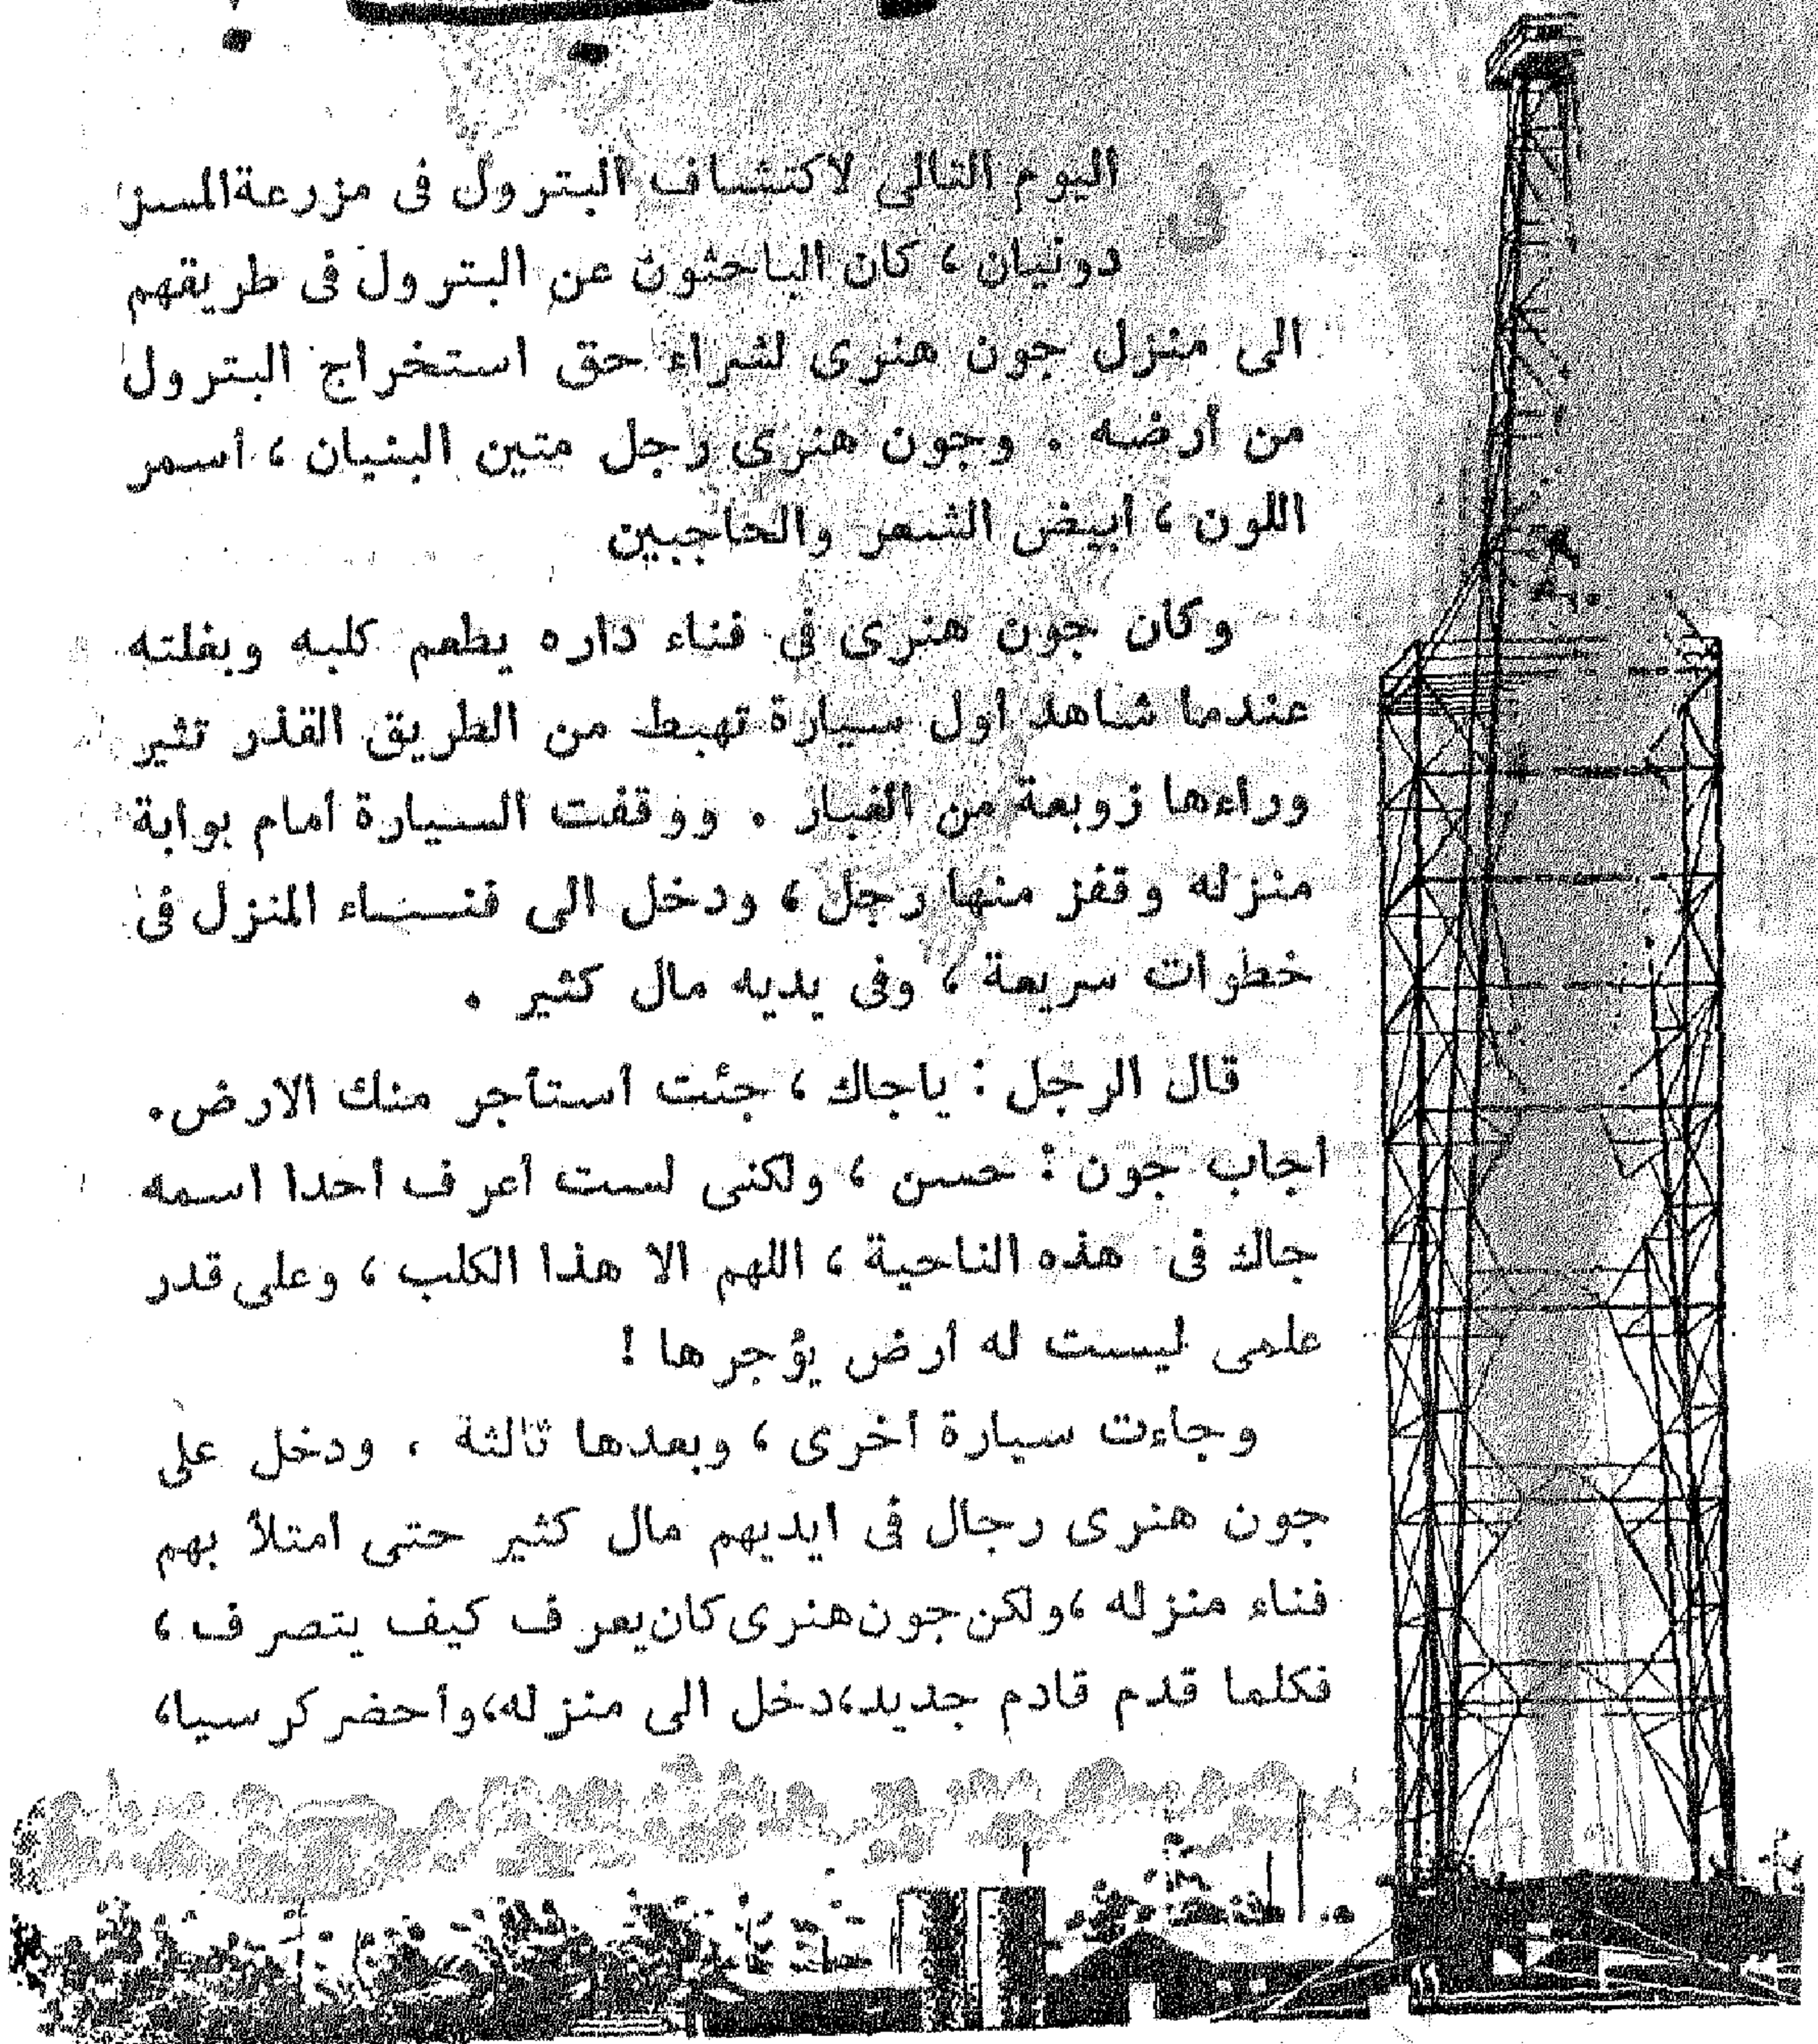 في اليوم التالى لاكتشاف البترول فى مزرعة المسز
دونيان ، كان الباحثون عن البترول فى طريقهم
الى منزل جون هنرى لشراء حق استخراج البترول
من أرضه . وجون هنرى رجل متين البنيان ، أسمر
اللون ، أبيض الشعر والحاجبين
وكان جون هنرى فى فناء داره يطعم كلبه وبغلته
عندما شاهد أول سيارة تهبط من الطريق القذر تثير
وراءها زوبعة من الغبار . ووقفت السيارة أمام بوابة
منزله وقفز منها رجل ، ودخل الى فنـــاء المنزل فى
خطوات سريعة ، وفى يديه مال كثير .
قال الرجل : ياجاك ، جئت أستأجر منك الارض.
اجاب جون : حسن ، ولكنى لست أعرف أحدا اسمه
جاك فى هذه الناحية ، اللهم الا هذا الكلب ، وعلى قدر
علمى ليست له أرض يؤجرها !
وجاءت سيارة أخرى ، وبعدها ثالثة . ودخل على
جون هنرى رجال فى ايديهم مال كثير حتى امتلأ بهم
فناء منزله ،ولكن جون هنرى كان يعرف كيف يتصرف ،
فكلما قدم قادم جديد،دخل الى منزله،وأحضر كرسيا،